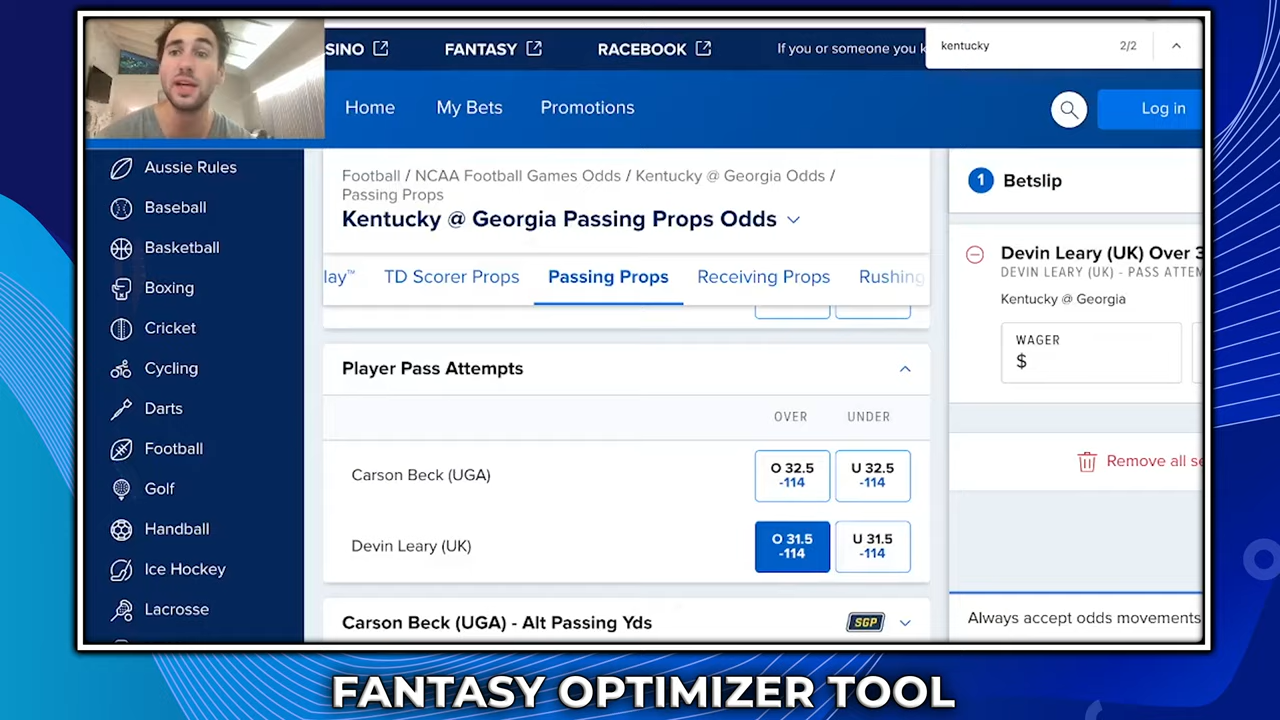 SINO
FANTASY
RACEBOOK
If you or someone you k
kentucky
2/2
Home
My Bets
Promotions
Log in
Aussie Rules
Baseball
Basketball
Boxing
Cricket
Cycling
Darts
Football
Golf
Handball
Ice Hockey
Lacrosse
Football / NCAA Football Games Odds / Kentucky @ Georgia Odds /
Passing Props
Kentucky @ Georgia Passing Props Odds
lay™
TD Scorer Props
Passing Props
Receiving Props
Rushing
Player Pass Attempts
OVER
UNDER
Carson Beck (UGA)
O 32.5
-114
U 32.5
-114
Devin Leary (UK)
O 31.5
-114
U 31.5
-114
Carson Beck (UGA) - Alt Passing Yds
SGP
1
Betslip
Devin Leary (UK) Over 3
DEVIN LEARY (UK) - PASS ATTEM
Kentucky @ Georgia
WAGER
$
Remove all se
Always accept odds movements
FANTASY OPTIMIZER TOOL